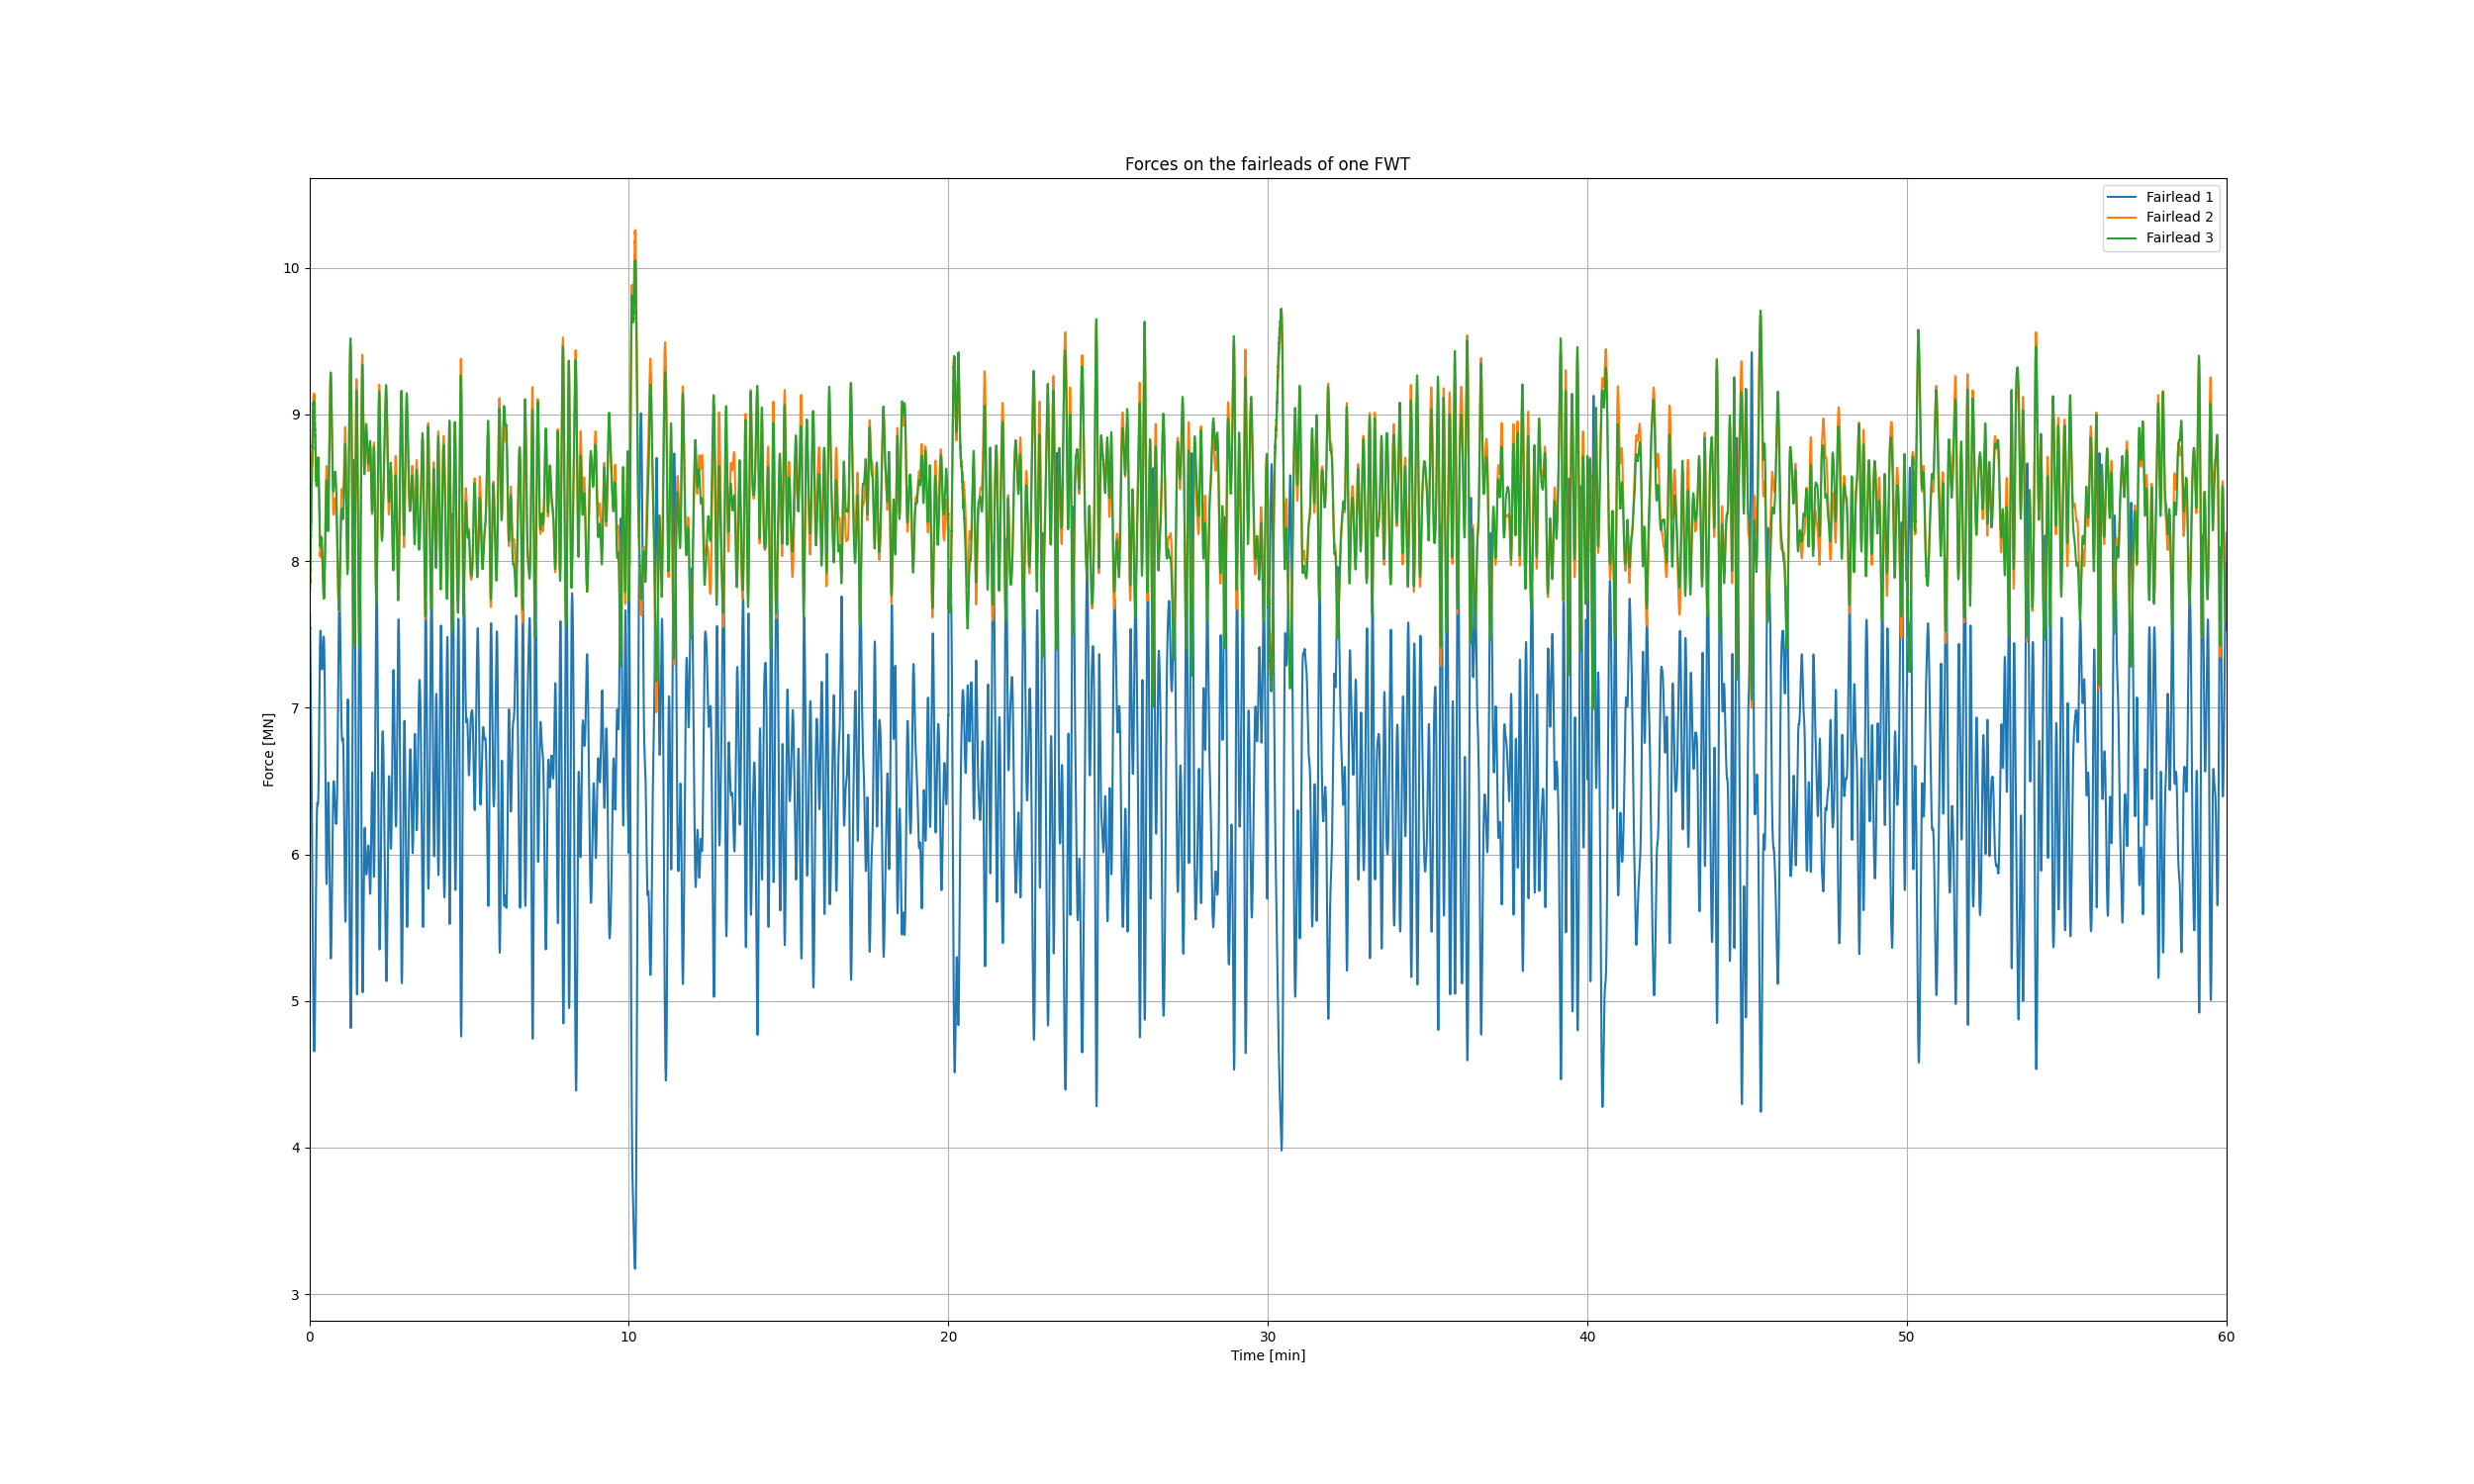 Forces on the fairleads of one FWT
Fairlead 1
Fairlead 2
Fairlead 3
10
9
8
7
6
5
4
3
Force [MN]
0 10 20 30 40 50 60
Time [min]